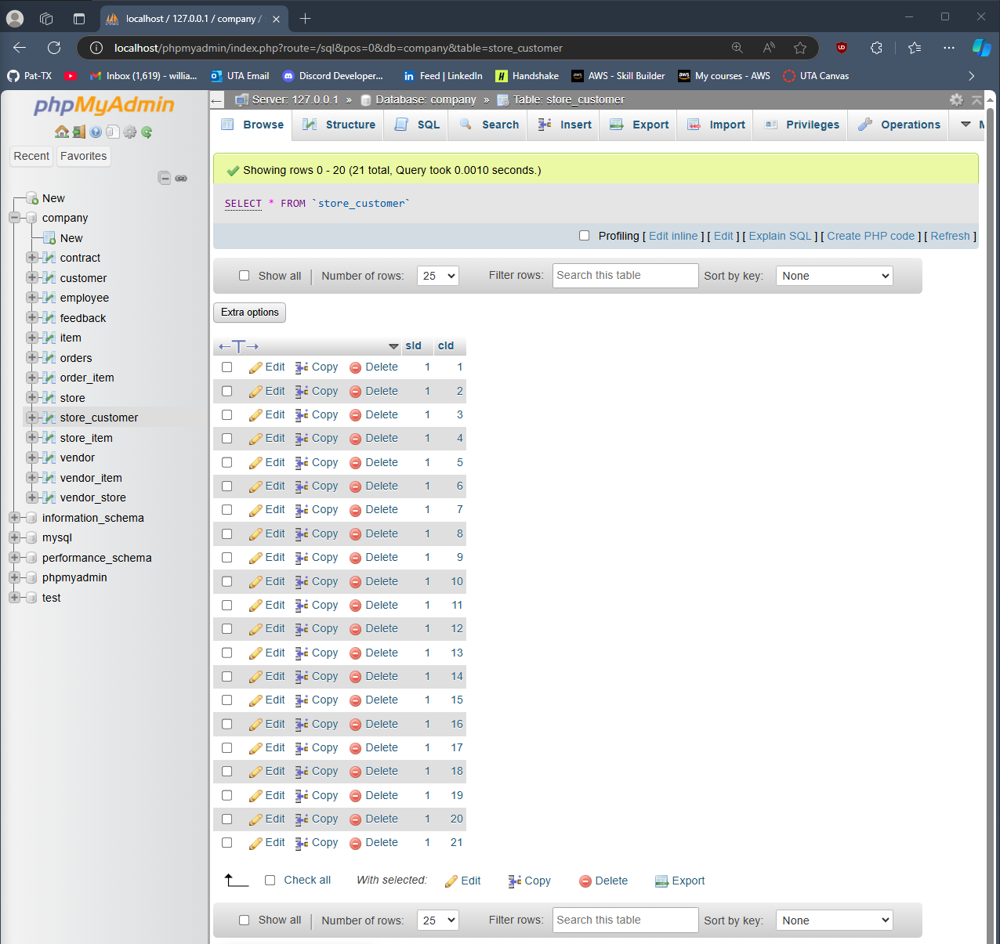 localhost / 127.0.0.1 / company /
localhost/phpmyadmin/index.php?route=/sql&pos=0&db=company&table=store_customer
Pat-TX Inbox (1,619) - willia... UTA Email Discord Developer... Feed | LinkedIn Handshake AWS - Skill Builder My courses - AWS UTA Canvas
phpMyAdmin
Recent Favorites
New
company
New
contract
customer
employee
feedback
item
orders
order_item
store
store_customer
store_item
vendor
vendor_item
vendor_store
information_schema
mysql
performance_schema
phpmyadmin
test
Server: 127.0.0.1 » Database: company » Table: store_customer
Browse Structure SQL Search Insert Export Import Privileges Operations
Showing rows 0 - 20 (21 total, Query took 0.0010 seconds.)
SELECT * FROM `store_customer`
Profiling [ Edit inline ] [ Edit ] [ Explain SQL ] [ Create PHP code ] [ Refresh ]
Show all | Number of rows: 25 Filter rows: Search this table Sort by key: None
Extra options
←T→ sId cId
Edit Copy Delete 1 1
Edit Copy Delete 1 2
Edit Copy Delete 1 3
Edit Copy Delete 1 4
Edit Copy Delete 1 5
Edit Copy Delete 1 6
Edit Copy Delete 1 7
Edit Copy Delete 1 8
Edit Copy Delete 1 9
Edit Copy Delete 1 10
Edit Copy Delete 1 11
Edit Copy Delete 1 12
Edit Copy Delete 1 13
Edit Copy Delete 1 14
Edit Copy Delete 1 15
Edit Copy Delete 1 16
Edit Copy Delete 1 17
Edit Copy Delete 1 18
Edit Copy Delete 1 19
Edit Copy Delete 1 20
Edit Copy Delete 1 21
Check all With selected: Edit Copy Delete Export
Show all | Number of rows: 25 Filter rows: Search this table Sort by key: None